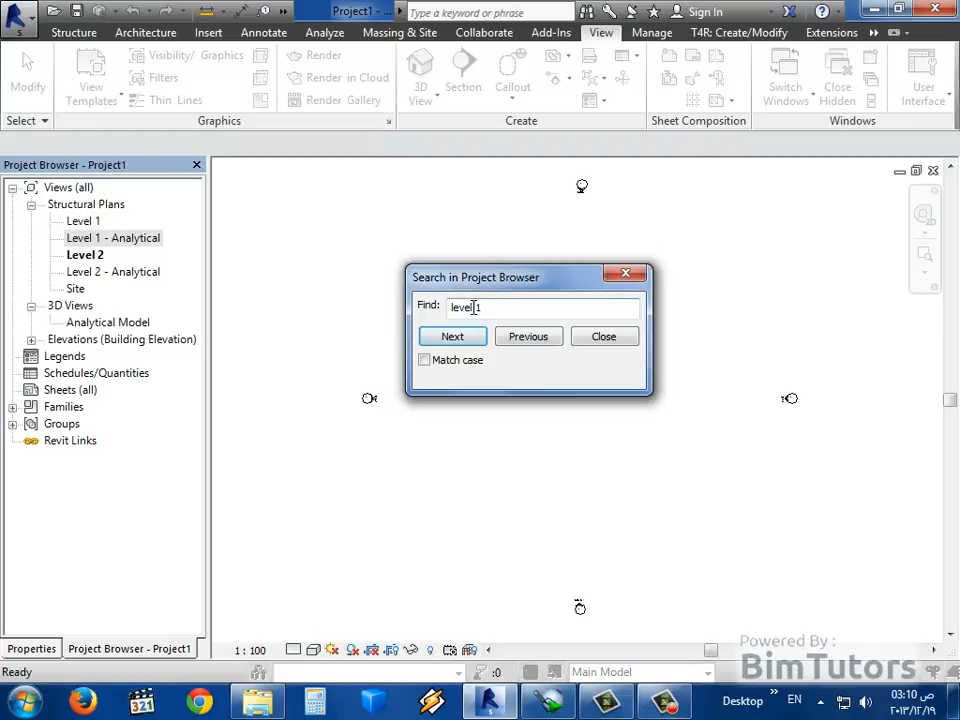 Project1 - ...
Type a keyword or phrase
Sign In
Structure
Architecture
Insert
Annotate
Analyze
Massing & Site
Collaborate
Add-Ins
View
Manage
T4R: Create/Modify
Extensions
Modify
View
Templates
Visibility/ Graphics
Filters
Thin Lines
Render
Render in Cloud
Render Gallery
3D
View
Section
Callout
Switch
Windows
Close
Hidden
User
Interface
Select
Graphics
Create
Sheet Composition
Windows
Project Browser - Project1
Views (all)
Structural Plans
Level 1
Level 1 - Analytical
Level 2
Level 2 - Analytical
Site
3D Views
Analytical Model
Elevations (Building Elevation)
Legends
Schedules/Quantities
Sheets (all)
Families
Groups
Revit Links
Search in Project Browser
Find:
level 1
Next
Previous
Close
Match case
2D
Properties
Project Browser - Project1
1 : 100
Ready
:0
Main Model
Powered By :
BimTutors
321
Desktop
EN
03:10 ص
٢٠١٣/١٢/١٩